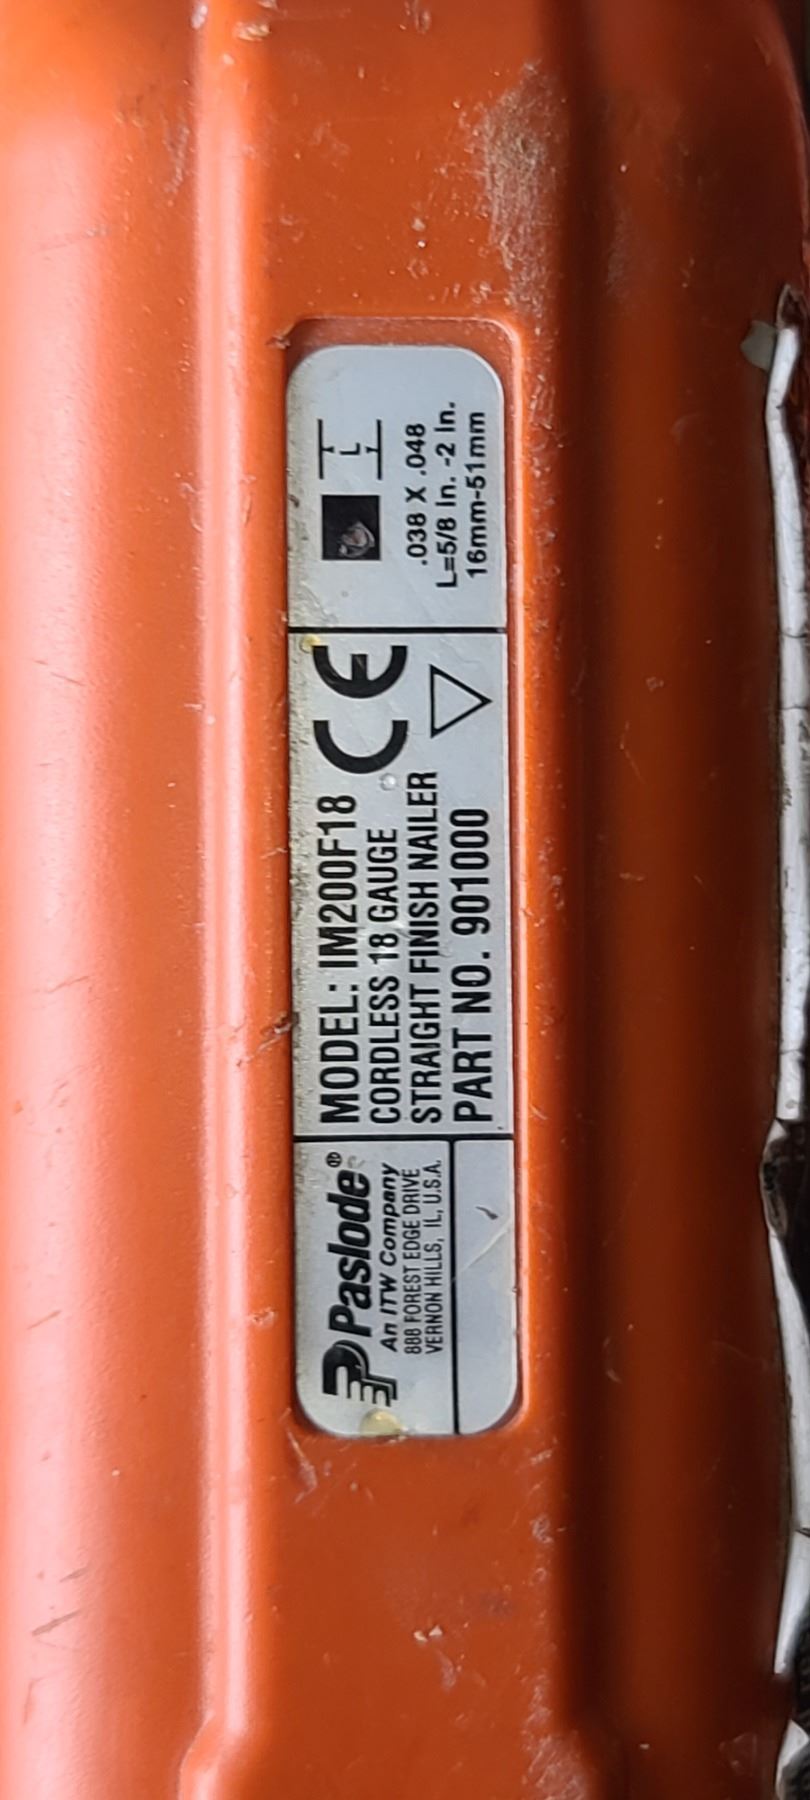 Paslode®
An ITW Company
888 FOREST EDGE DRIVE
VERNON HILLS, IL, U.S.A.
MODEL: IM200F18
CORDLESS 18 GAUGE
STRAIGHT FINISH NAILER
PART NO. 901000
CE
L
.038 X .048
L=5/8 In. -2 In.
16mm-51mm